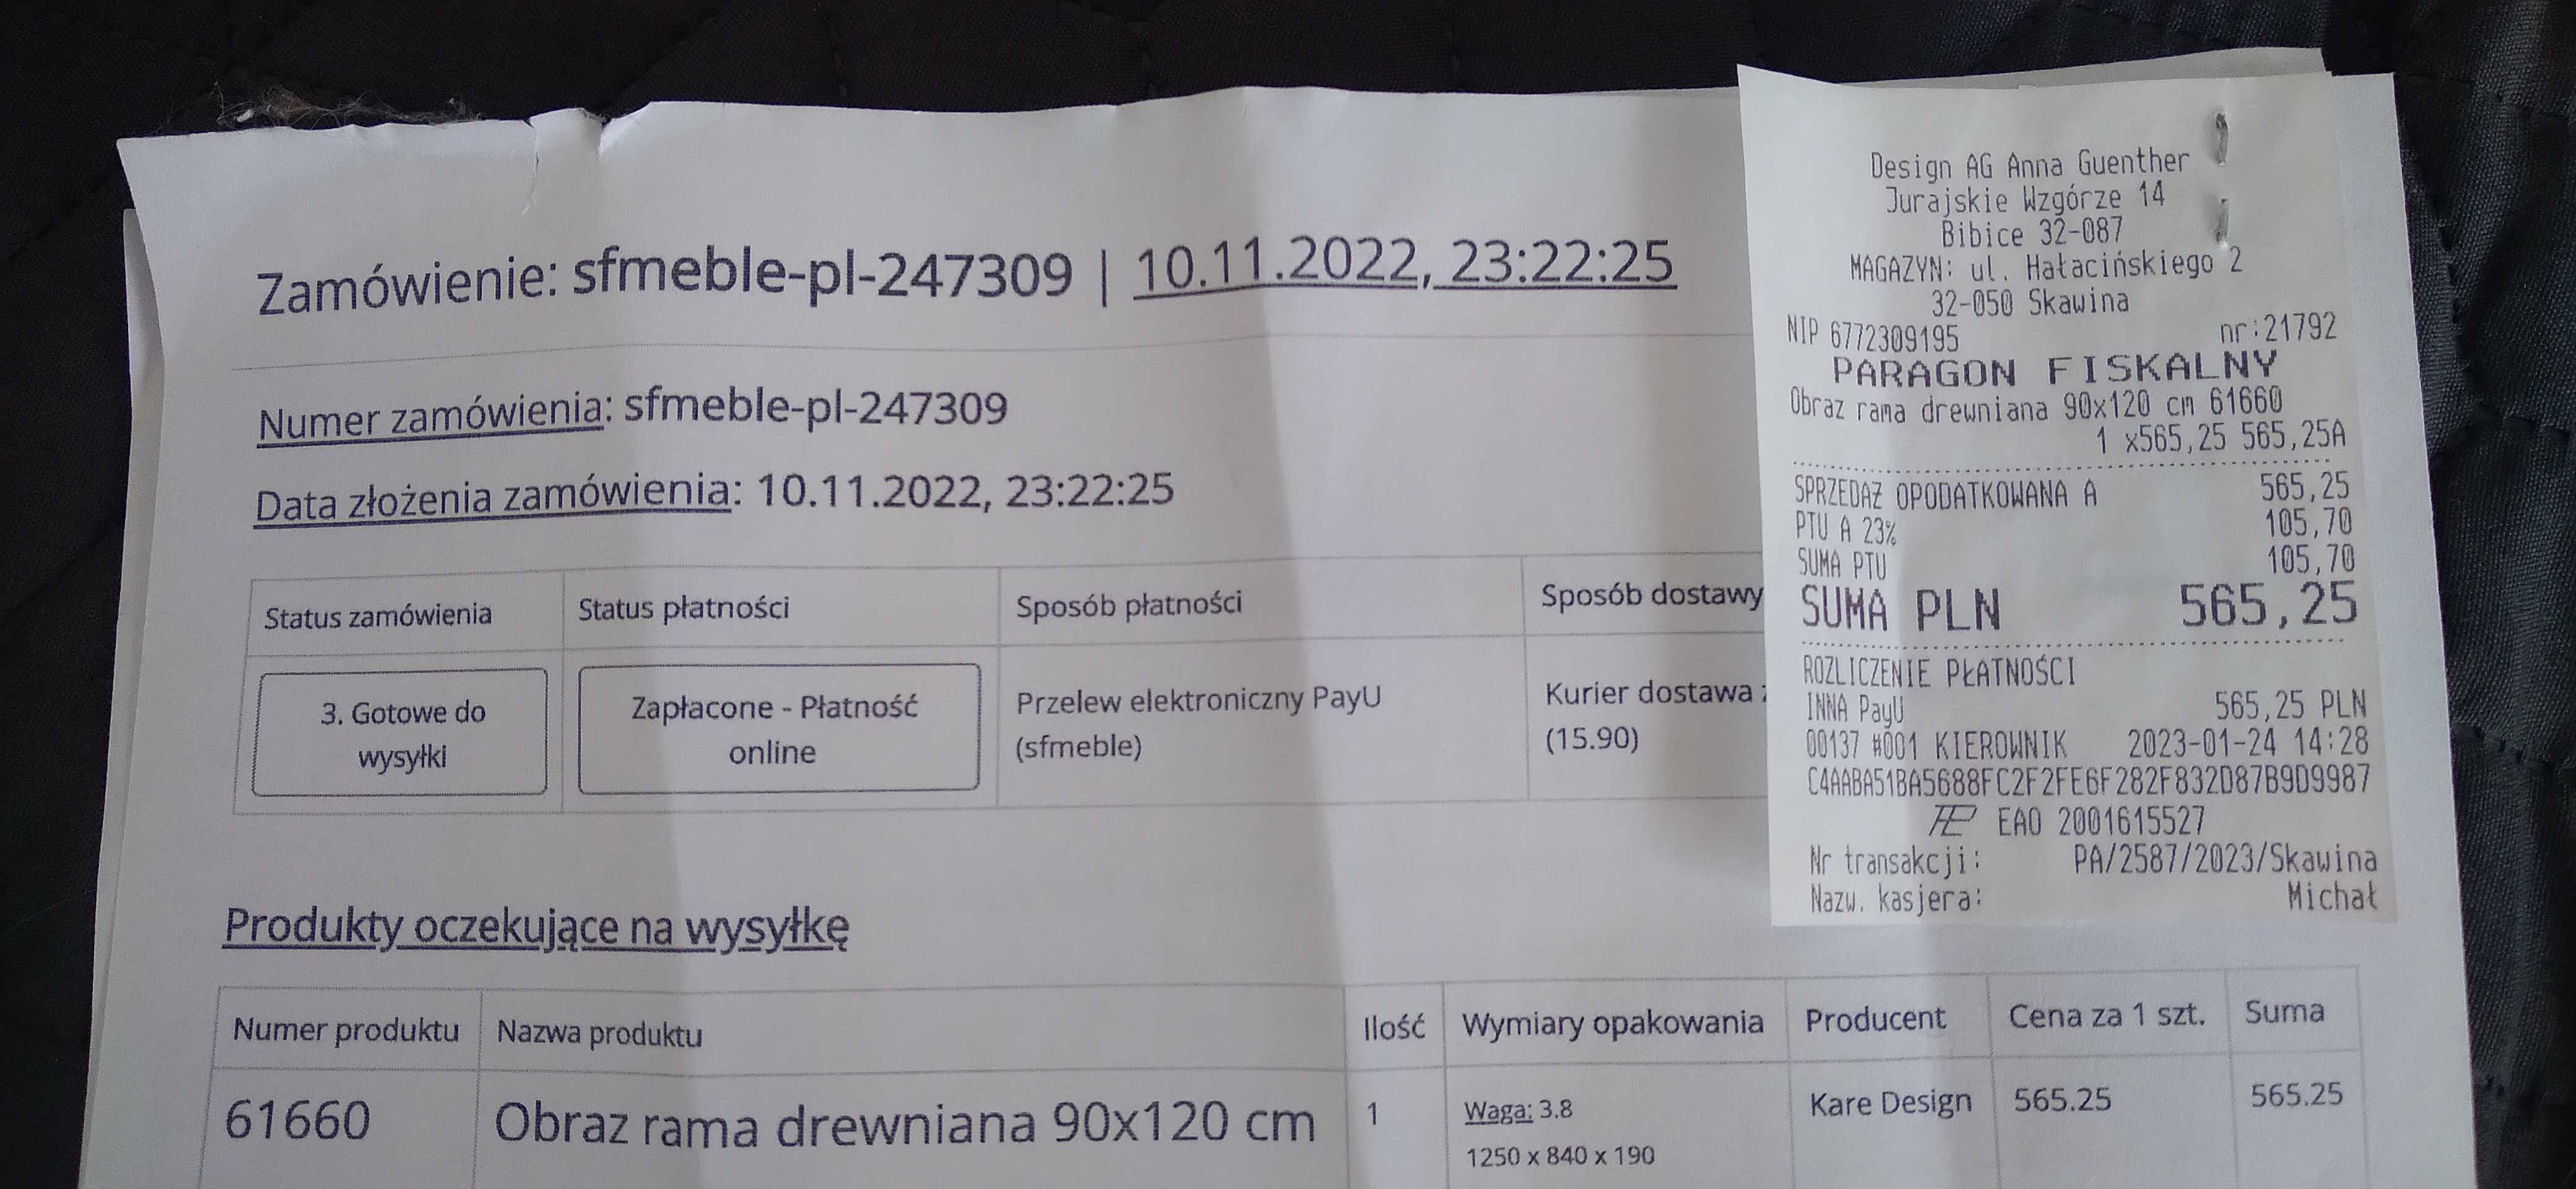 Zamówienie: sfmeble-pl-247309 | 10.11.2022, 23:22:25
Numer zamówienia: sfmeble-pl-247309
Data złożenia zamówienia: 10.11.2022, 23:22:25
Status zamówienia Status płatności Sposób płatności Sposób dostawy
3. Gotowe do wysyłki
Zapłacone - Płatność online
Przelew elektroniczny PayU (sfmeble)
Kurier dostawa
(15.90)
Produkty oczekujące na wysyłkę
Numer produktu Nazwa produktu Ilość Wymiary opakowania Producent Cena za 1 szt. Suma
61660 Obraz rama drewniana 90x120 cm 1 Waga: 3.8 Kare Design 565.25 565.25
1250 x 840 x 190
Design AG Anna Guenther
Jurajskie Wzgórze 14
Bibice 32-087
MAGAZYN: ul. Hałacińskiego 2
32-050 Skawina
NIP 6772309195 nr:21792
PARAGON FISKALNY
Obraz rama drewniana 90x120 cm 61660
1 x565,25 565,25A
SPRZEDAŻ OPODATKOWANA A 565,25
PTU A 23% 105,70
SUMA PTU 105,70
SUMA PLN 565,25
ROZLICZENIE PŁATNOŚCI
INNA PayU 565,25 PLN
00137 #001 KIEROWNIK 2023-01-24 14:28
C4AABA51BA5688FC2F2FE6F282F832D87B9D9987
EAO 2001615527
Nr transakcji: PA/2587/2023/Skawina
Nazw. kasjera: Michał